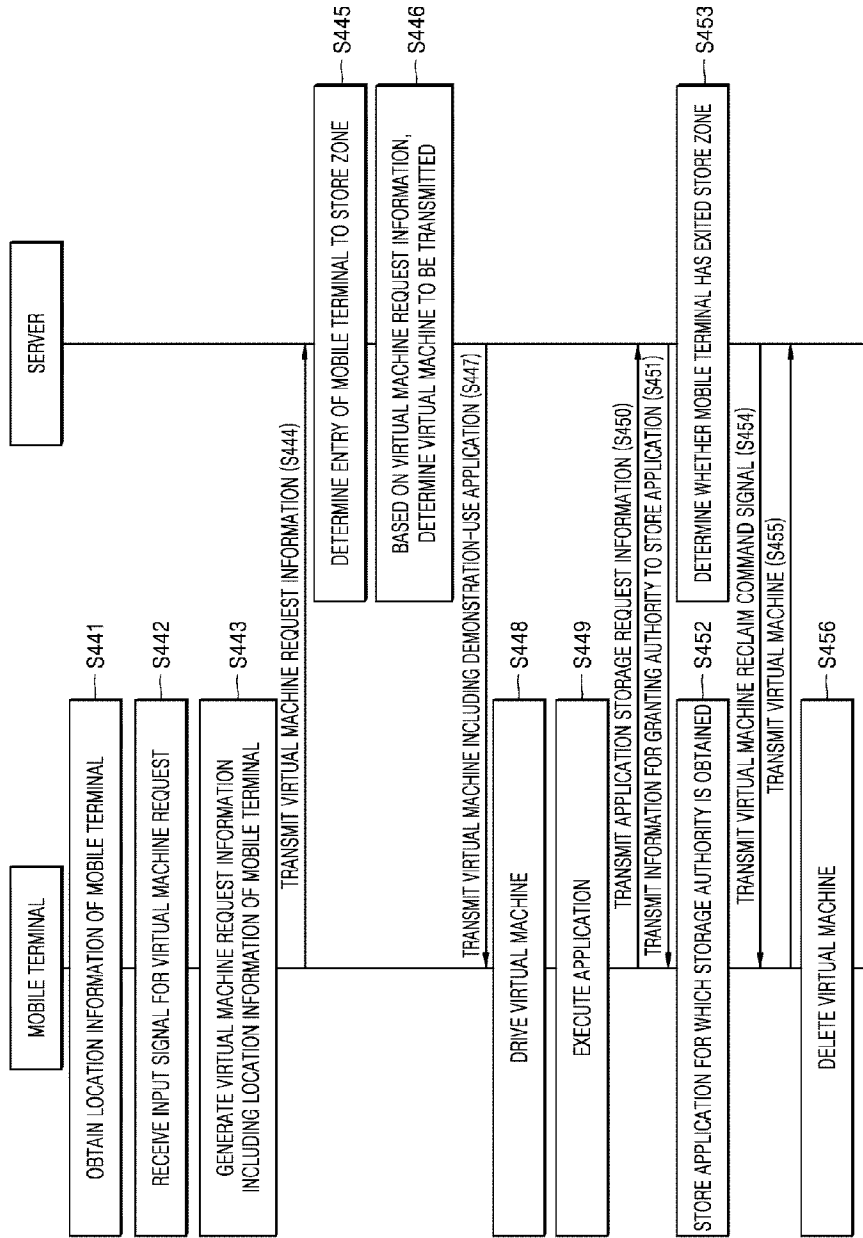 MOBILE TERMINAL
SERVER
OBTAIN LOCATION INFORMATION OF MOBILE TERMINAL
S441
RECEIVE INPUT SIGNAL FOR VIRTUAL MACHINE REQUEST
S442
GENERATE VIRTUAL MACHINE REQUEST INFORMATION
INCLUDING LOCATION INFORMATION OF MOBILE TERMINAL
S443
TRANSMIT VIRTUAL MACHINE REQUEST INFORMATION (S444)
DETERMINE ENTRY OF MOBILE TERMINAL TO STORE ZONE
S445
BASED ON VIRTUAL MACHINE REQUEST INFORMATION,
DETERMINE VIRTUAL MACHINE TO BE TRANSMITTED
S446
TRANSMIT VIRTUAL MACHINE INCLUDING DEMONSTRATION-USE APPLICATION (S447)
DRIVE VIRTUAL MACHINE
S448
EXECUTE APPLICATION
S449
TRANSMIT APPLICATION STORAGE REQUEST INFORMATION (S450)
TRANSMIT INFORMATION FOR GRANTING AUTHORITY TO STORE APPLICATION (S451)
STORE APPLICATION FOR WHICH STORAGE AUTHORITY IS OBTAINED
S452
DETERMINE WHETHER MOBILE TERMINAL HAS EXITED STORE ZONE
S453
TRANSMIT VIRTUAL MACHINE RECLAIM COMMAND SIGNAL (S454)
TRANSMIT VIRTUAL MACHINE (S455)
DELETE VIRTUAL MACHINE
S456